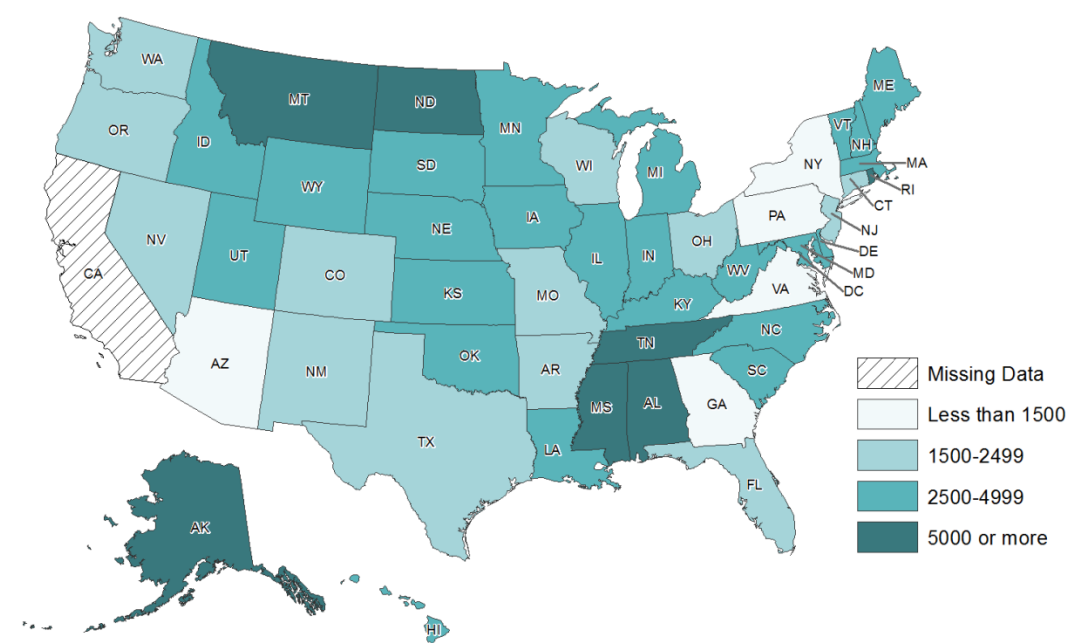 WA
MT
ND
MN
ME
VT
NH
OR
ID
SD
WI
MI
NY
MA
RI
CT
WY
IA
PA
NJ
NE
OH
DE
NV
UT
IL
IN
WV
MD
DC
CA
CO
KS
MO
KY
VA
NC
TN
AZ
NM
OK
AR
SC
MS
AL
GA
TX
LA
FL
AK
HI
Missing Data
Less than 1500
1500-2499
2500-4999
5000 or more